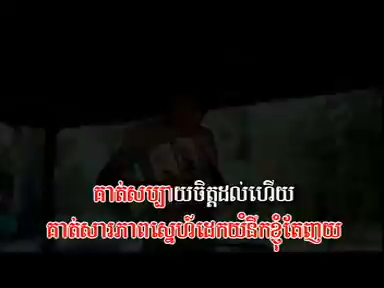 គាត់សប្បាយចិត្តដល់ហើយ
គាត់សារភាពស្នេហ៍ដេកយំនឹកខ្ញុំតែញយ